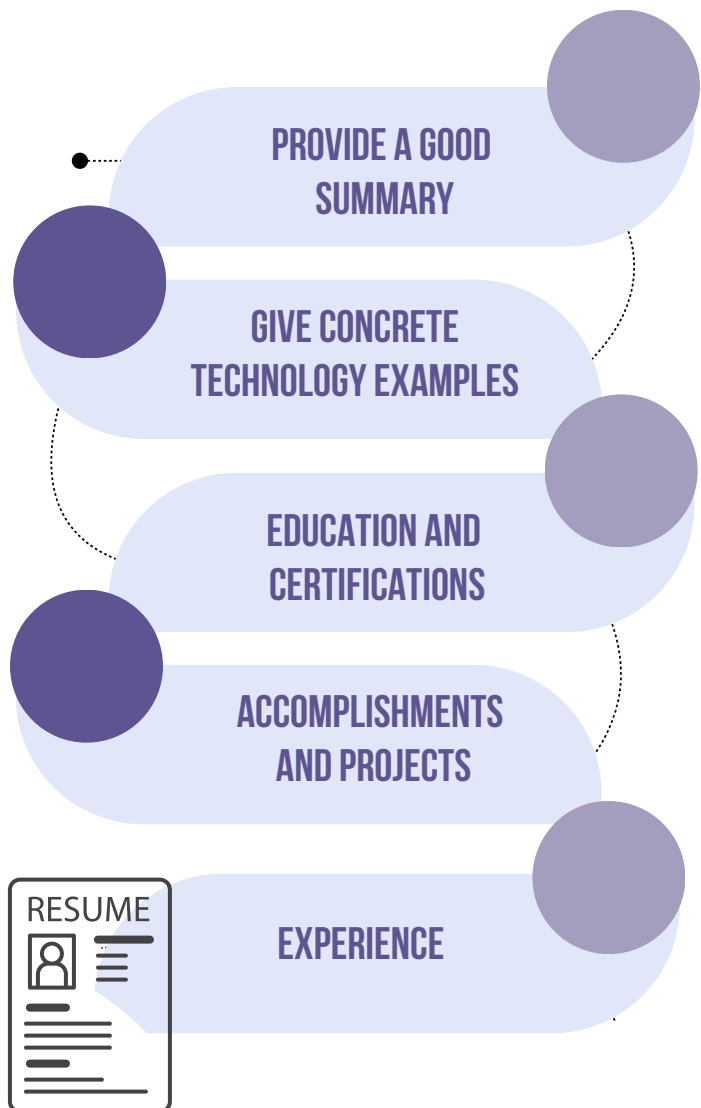 PROVIDE A GOOD
SUMMARY
GIVE CONCRETE
TECHNOLOGY EXAMPLES
EDUCATION AND
CERTIFICATIONS
ACCOMPLISHMENTS
AND PROJECTS
RESUME
EXPERIENCE